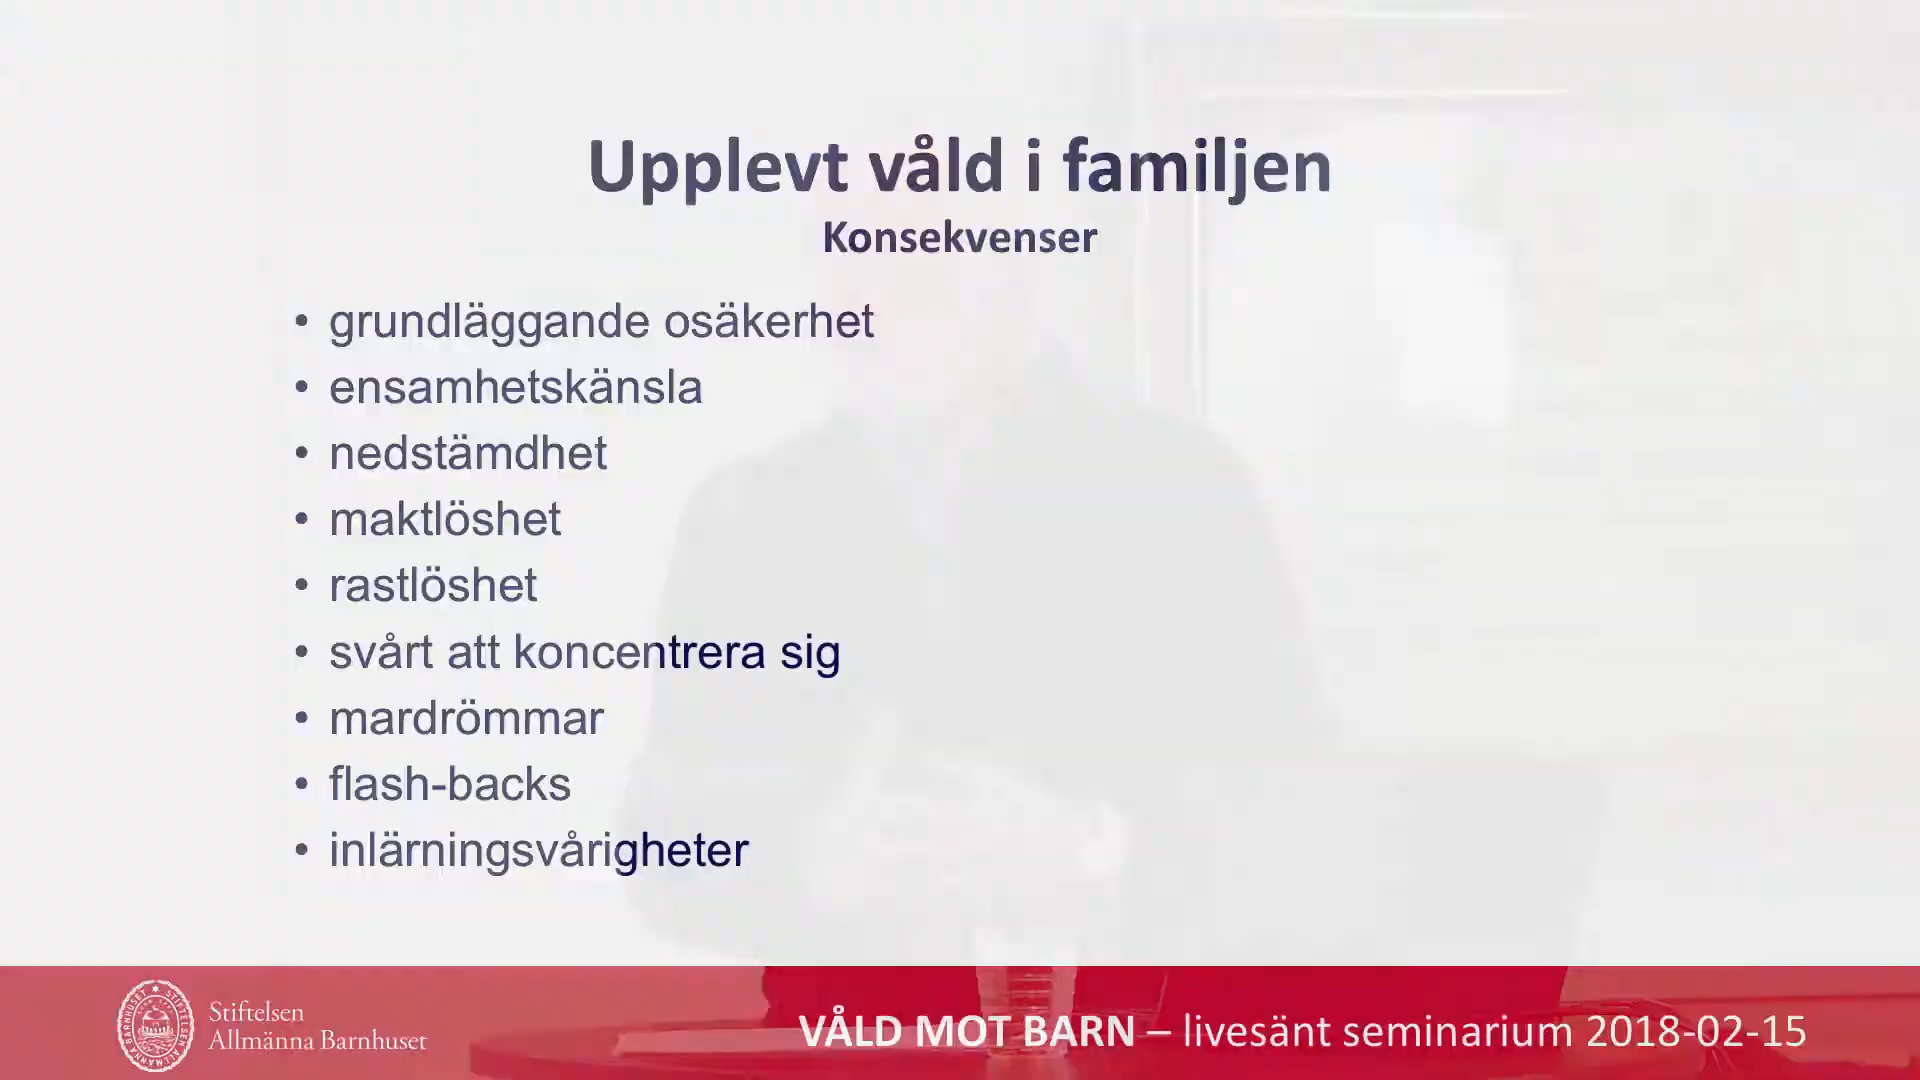 Upplevt våld i familjen
Konsekvenser
• grundläggande osäkerhet
• ensamhetskänsla
• nedstämdhet
• maktlöshet
• rastlöshet
• svårt att koncentrera sig
• mardrömmar
• flash-backs
• inlärningsvårigheter
Stiftelsen
Allmänna Barnhuset
VÅLD MOT BARN – livesänt seminarium 2018-02-15